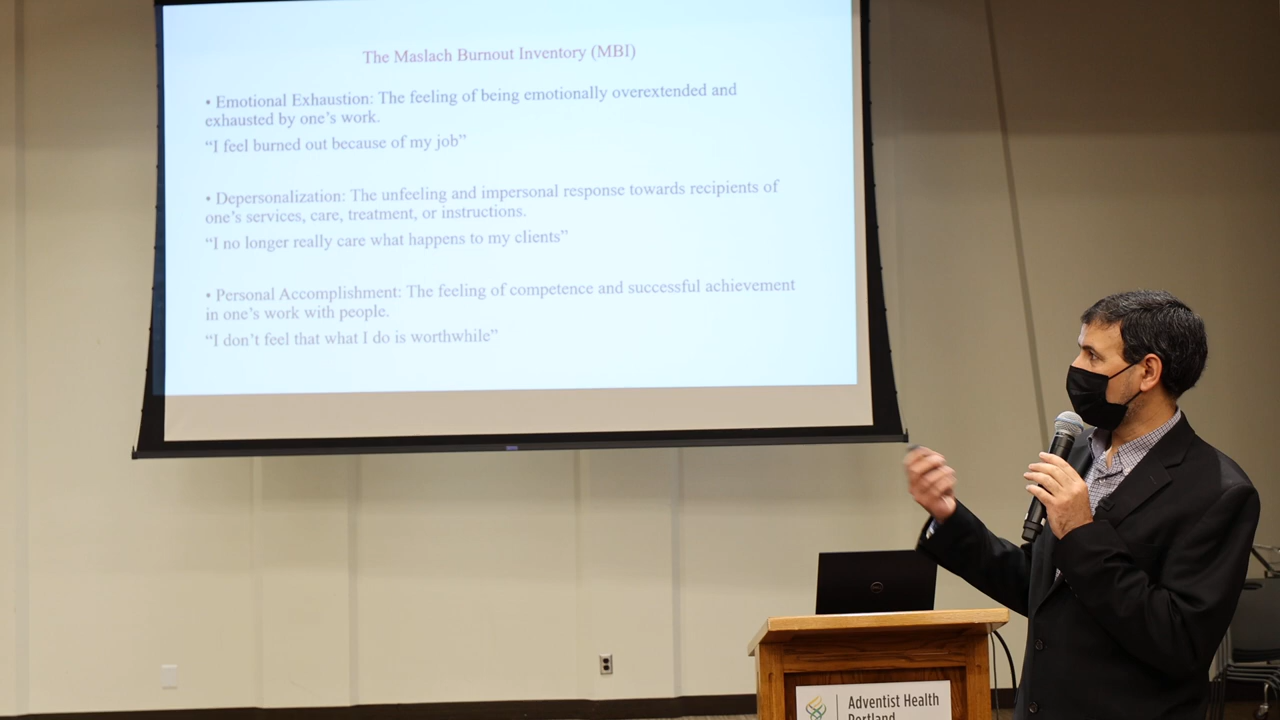 The Maslach Burnout Inventory (MBI)
• Emotional Exhaustion: The feeling of being emotionally overextended and
exhausted by one’s work.
“I feel burned out because of my job”
• Depersonalization: The unfeeling and impersonal response towards recipients of
one’s services, care, treatment, or instructions.
“I no longer really care what happens to my clients”
• Personal Accomplishment: The feeling of competence and successful achievement
in one’s work with people.
“I don’t feel that what I do is worthwhile”
DELL
Adventist Health
Portland